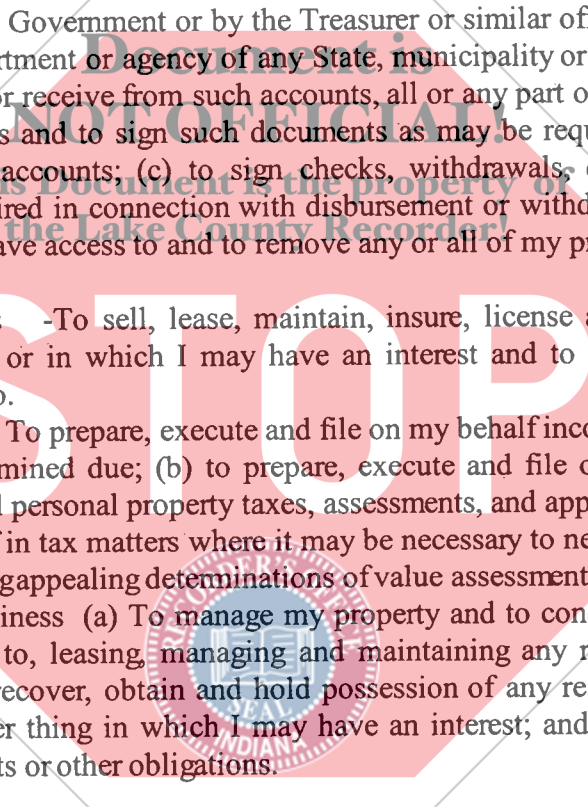 Government or by the Treasurer or similar of
rtment or agency of any State, municipality or
Document is
or receive from such accounts, all or any part o
NOT OFFICIAL!
s and to sign such documents as may be requ
accounts; (c) to sign checks, withdrawals,
is Document is the property of
ired in connection with disbursement or withd
the Lake County Recorder!
ave access to and to remove any or all of my pr
STOP
-To sell, lease, maintain, insure, license a
or in which I may have an interest and to
o.
To prepare, execute and file on my behalf inco
mined due; (b) to prepare, execute and file o
l personal property taxes, assessments, and app
f in tax matters where it may be necessary to ne
gappealing determinations of value assessment
iness (a) To manage my property and to con
to, leasing, managing and maintaining any r
recover, obtain and hold possession of any re
er thing in which I may have an interest; and
ts or other obligations.
RECORDER'S
SEAL
INDIANA